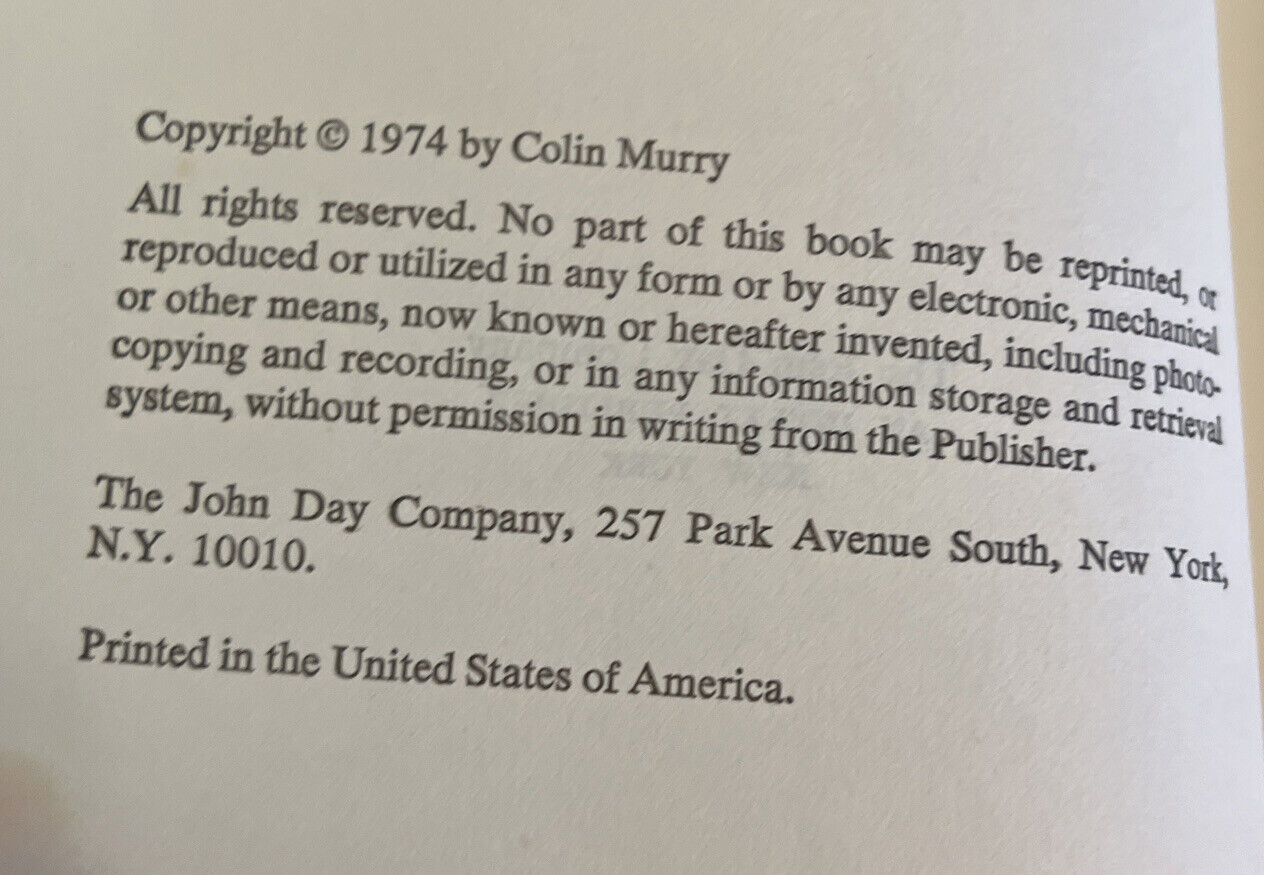 Copyright © 1974 by Colin Murry
All rights reserved. No part of this book may be reprinted, or
reproduced or utilized in any form or by any electronic, mechanical
or other means, now known or hereafter invented, including photo-
copying and recording, or in any information storage and retrieval
system, without permission in writing from the Publisher.
The John Day Company, 257 Park Avenue South, New York,
N.Y. 10010.
Printed in the United States of America.